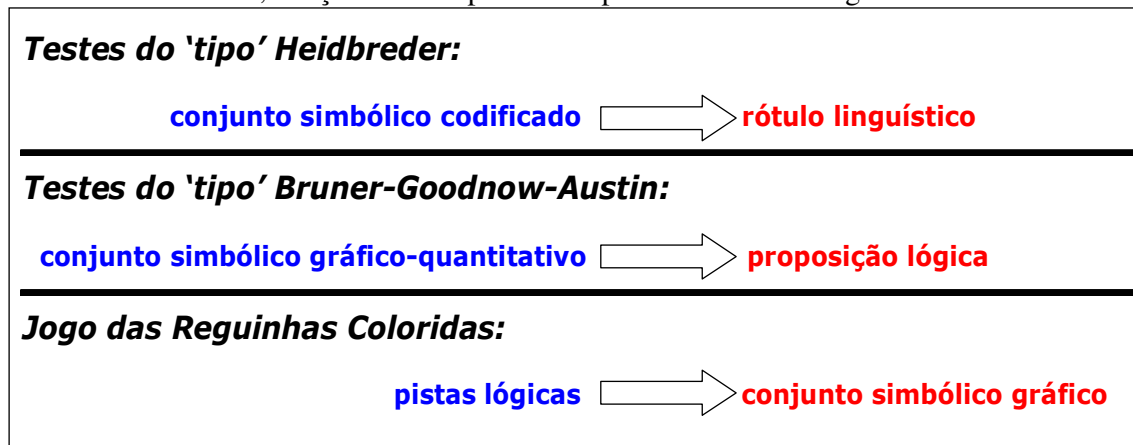 Testes do ‘tipo’ Heidbreder:
conjunto simbólico codificado rótulo linguístico
Testes do ‘tipo’ Bruner-Goodnow-Austin:
conjunto simbólico gráfico-quantitativo proposição lógica
Jogo das Reguinhas Coloridas:
pistas lógicas conjunto simbólico gráfico